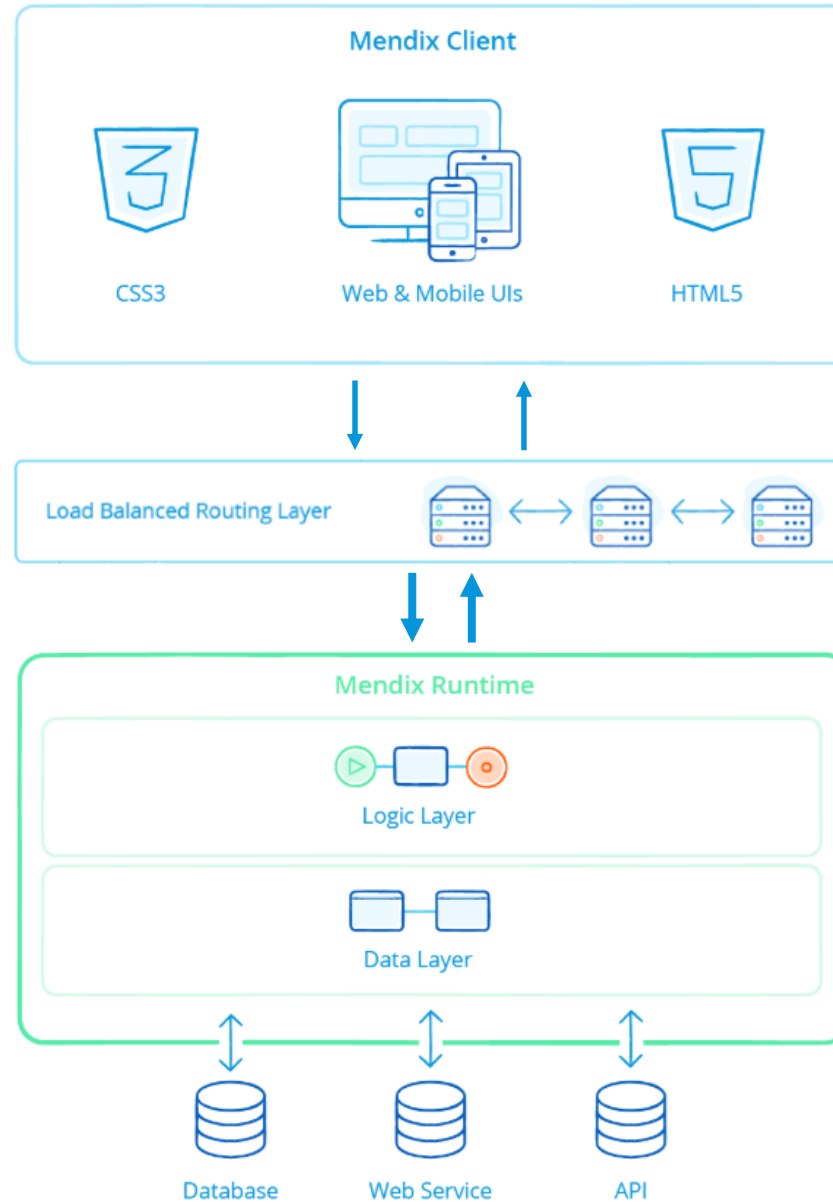 Mendix Client
CSS3
Web & Mobile UIs
HTML5
Load Balanced Routing Layer
Mendix Runtime
Logic Layer
Data Layer
Database
Web Service
API